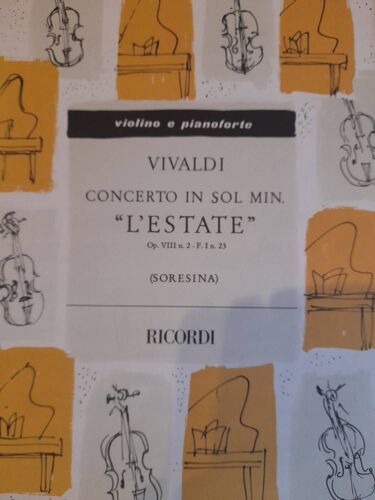 violino e pianoforte
VIVALDI
CONCERTO IN SOL MIN.
“L’ESTATE”
Op. VIII n. 2 - F. I n. 23
(SORESINA)
RICORDI